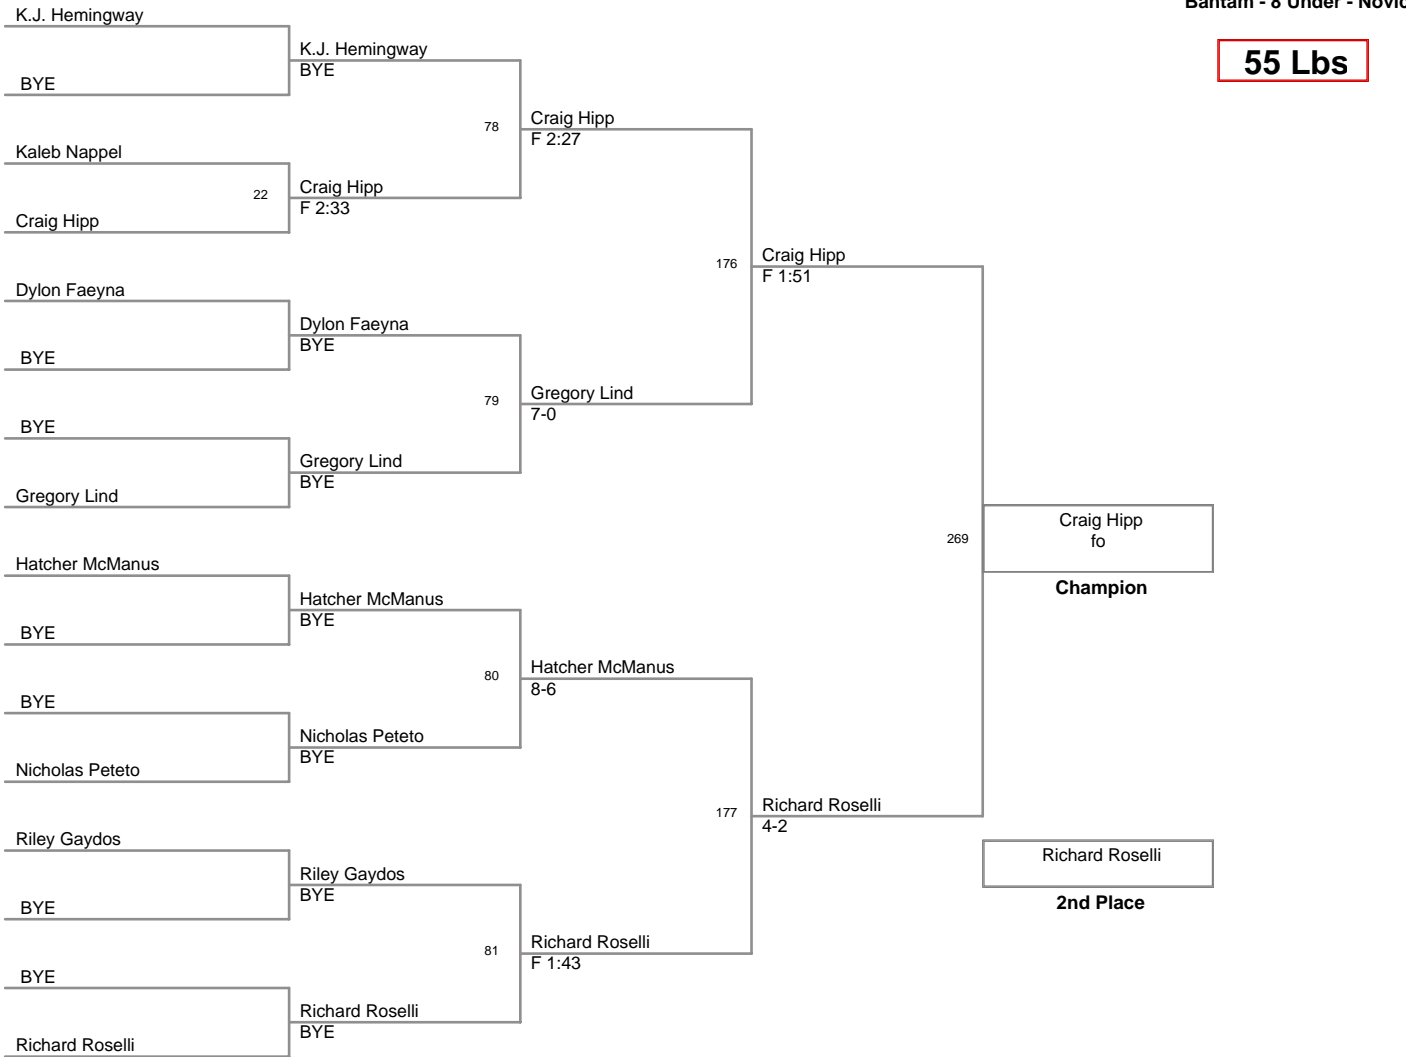 Bantam - 8 Under - Novic
55 Lbs
K.J. Hemingway
BYE
Kaleb Nappel
22
Craig Hipp
Dylon Faeyna
BYE
BYE
Gregory Lind
Hatcher McManus
BYE
BYE
Nicholas Peteto
Riley Gaydos
BYE
BYE
Richard Roselli
K.J. Hemingway
BYE
78
Craig Hipp
F 2:33
Dylon Faeyna
BYE
79
Gregory Lind
BYE
Hatcher McManus
BYE
80
Nicholas Peteto
BYE
Riley Gaydos
BYE
81
Richard Roselli
BYE
Craig Hipp
F 2:27
176
Gregory Lind
7-0
Hatcher McManus
8-6
177
Richard Roselli
F 1:43
Craig Hipp
F 1:51
269
Richard Roselli
4-2
Craig Hipp
fo
Champion
Richard Roselli
2nd Place